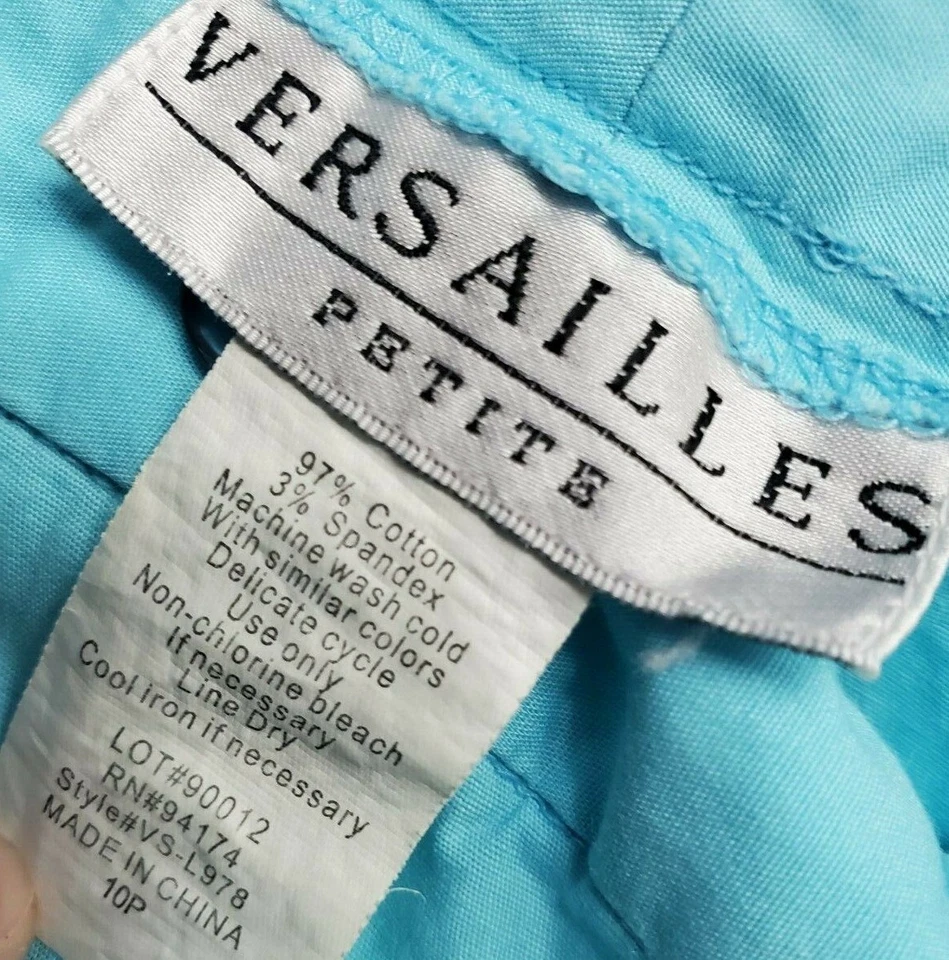 VERSAILLES
PETITE
97% Cotton
3% Spandex
Machine wash cold
With similar colors
Delicate cycle
Use only
Non-chlorine bleach
If necessary
Line Dry
Cool iron if necessary
LOT#90012
RN#94174
Style#VS-L978
MADE IN CHINA
10P